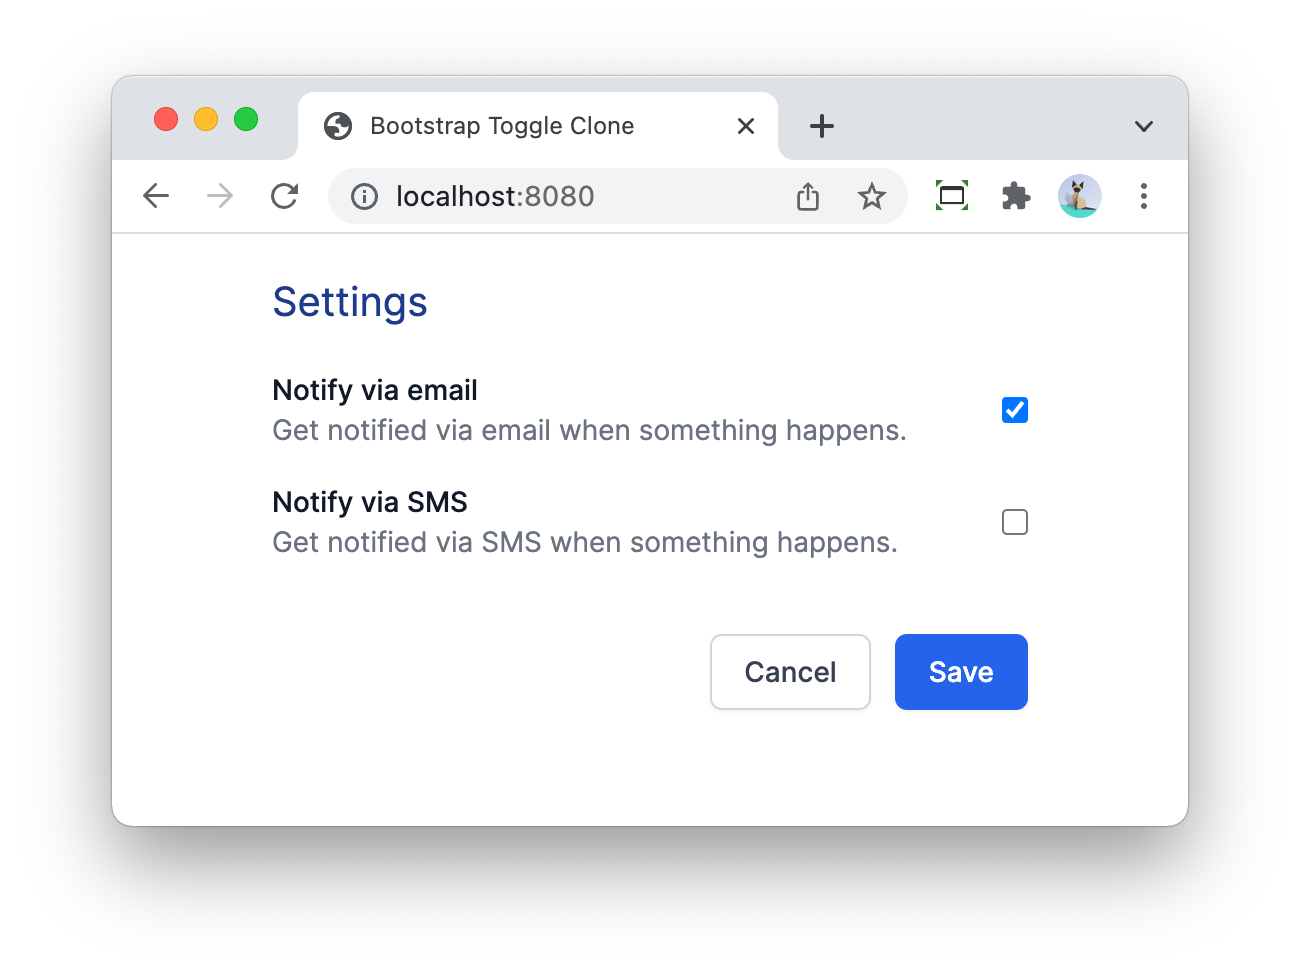 Bootstrap Toggle Clone
localhost:8080
Settings
Notify via email
Get notified via email when something happens.
Notify via SMS
Get notified via SMS when something happens.
Cancel
Save